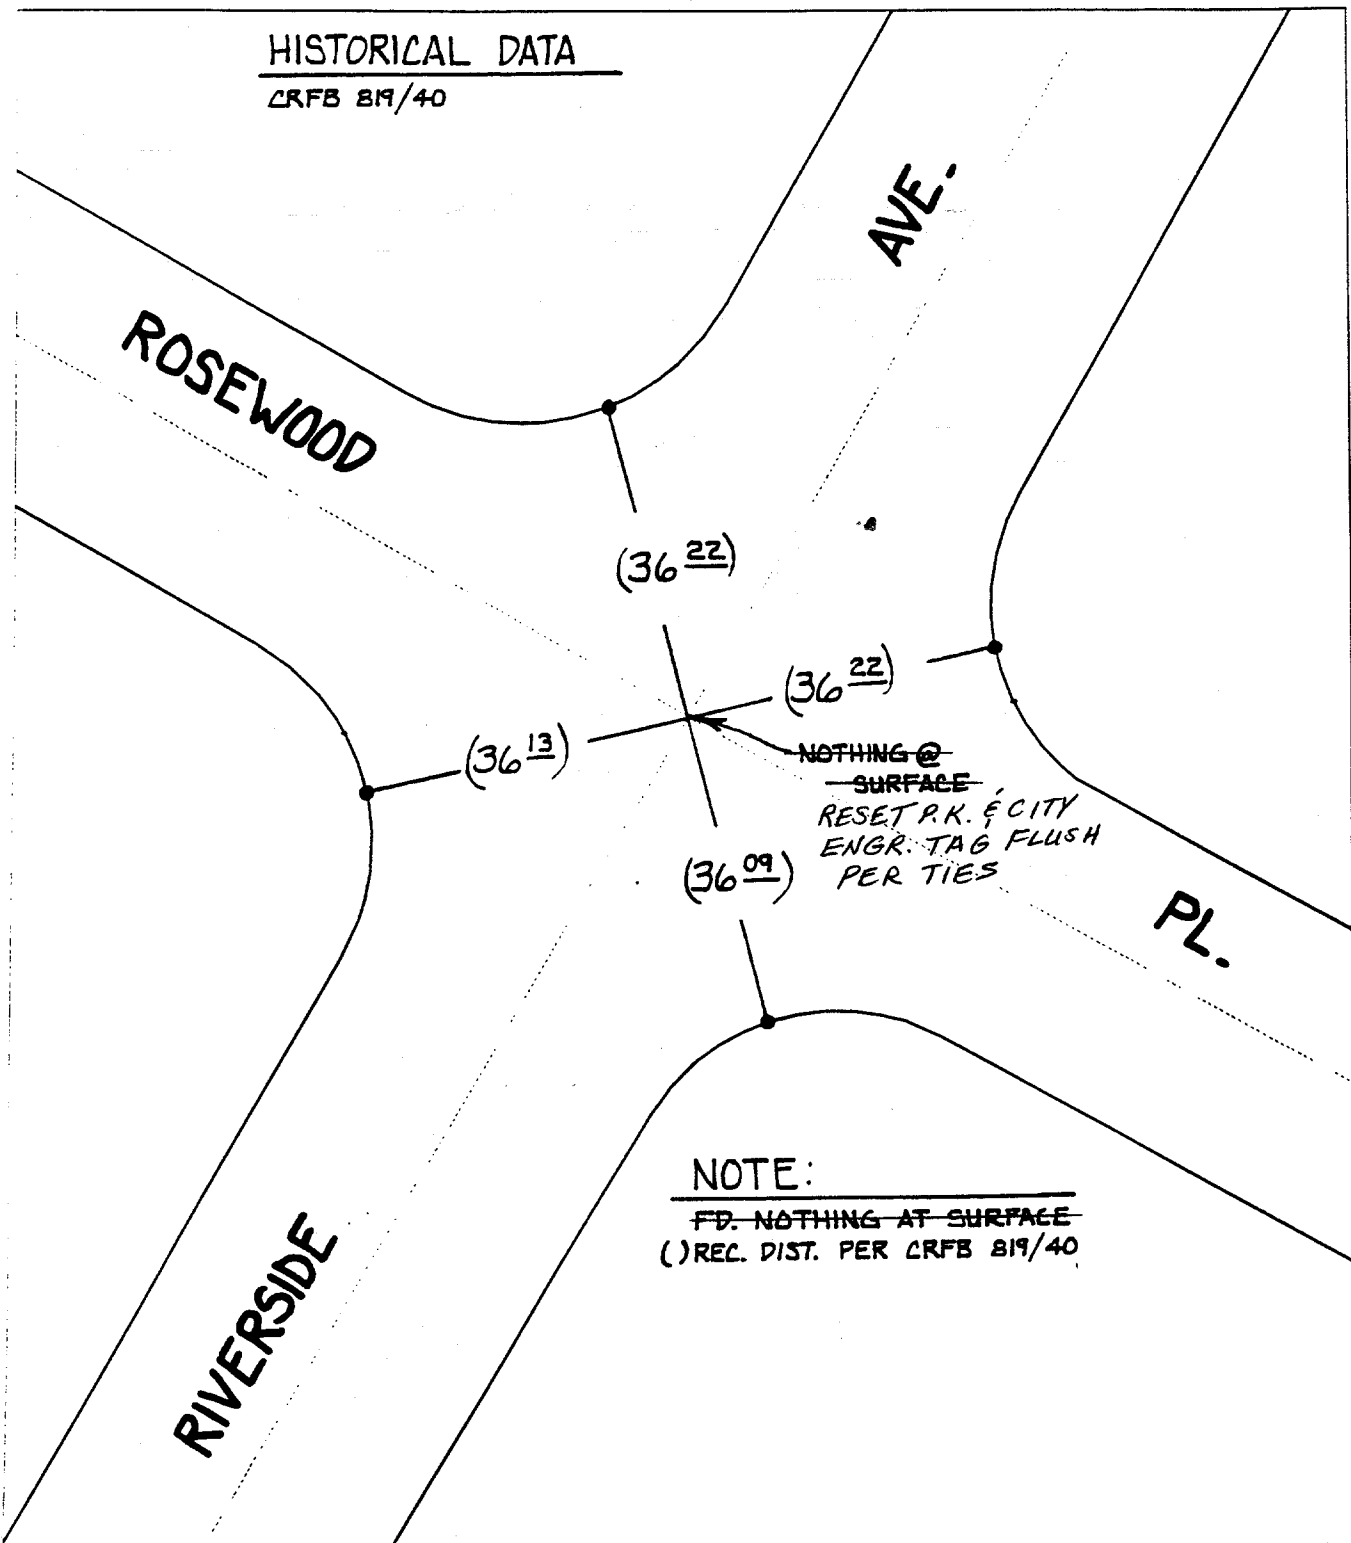 HISTORICAL DATA
CRFB 819/40
AVE.
ROSEWOOD
(36 22)
(36 22)
(36 13)
NOTHING @
SURFACE
RESET P.K. & CITY
ENGR. TAG FLUSH
PER TIES
(36 09)
PL.
NOTE:
FD. NOTHING AT SURFACE
( ) REC. DIST. PER CRFB 819/40
RIVERSIDE